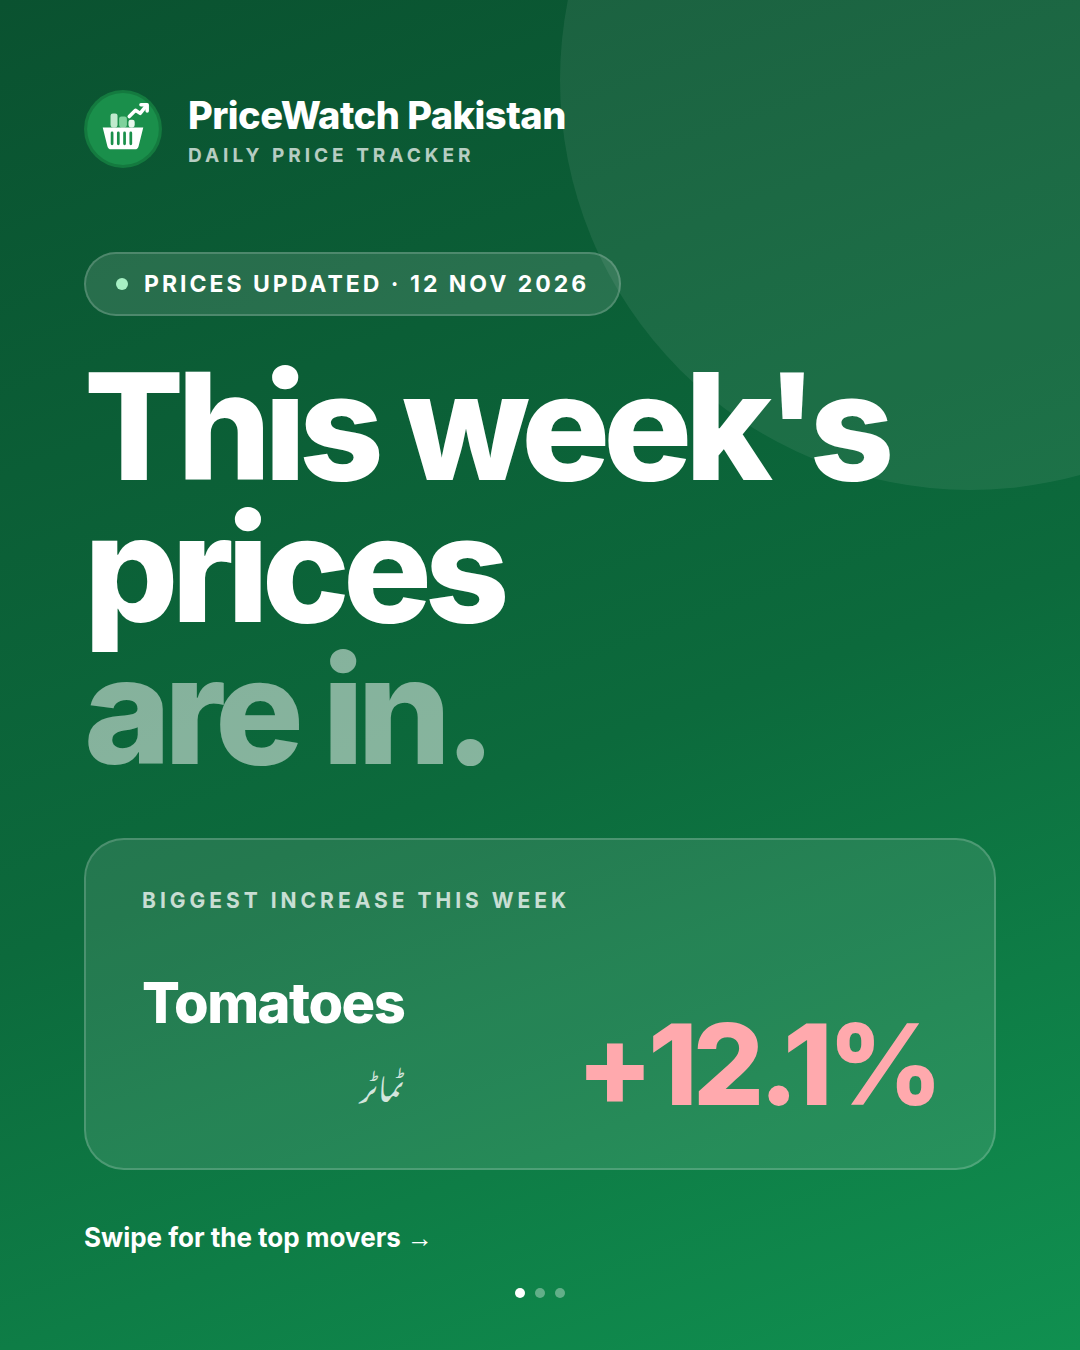 PriceWatch Pakistan
DAILY PRICE TRACKER
PRICES UPDATED · 12 NOV 2026
This week's
prices
are in.
BIGGEST INCREASE THIS WEEK
Tomatoes
ٹماٹر
+12.1%
Swipe for the top movers →